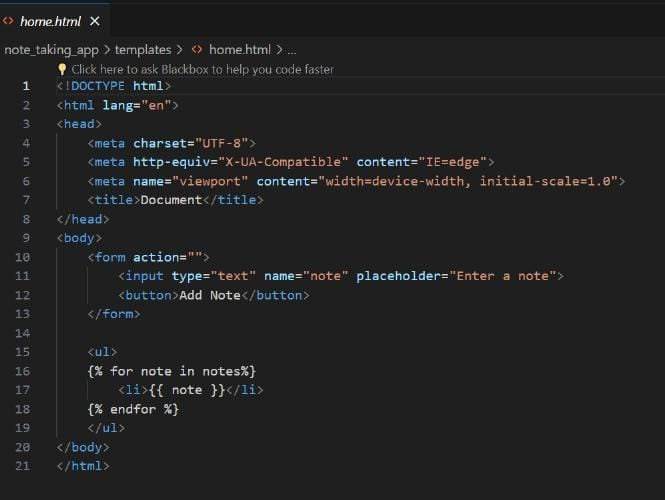 <> home.html ×
note_taking_app > templates > <> home.html > ...
Click here to ask Blackbox to help you code faster
1 <!DOCTYPE html>
2 <html lang="en">
3 <head>
4     <meta charset="UTF-8">
5     <meta http-equiv="X-UA-Compatible" content="IE=edge">
6     <meta name="viewport" content="width=device-width, initial-scale=1.0">
7     <title>Document</title>
8 </head>
9 <body>
10     <form action="">
11         <input type="text" name="note" placeholder="Enter a note">
12         <button>Add Note</button>
13     </form>
14
15     <ul>
16     {% for note in notes%}
17         <li>{{ note }}</li>
18     {% endfor %}
19     </ul>
20 </body>
21 </html>